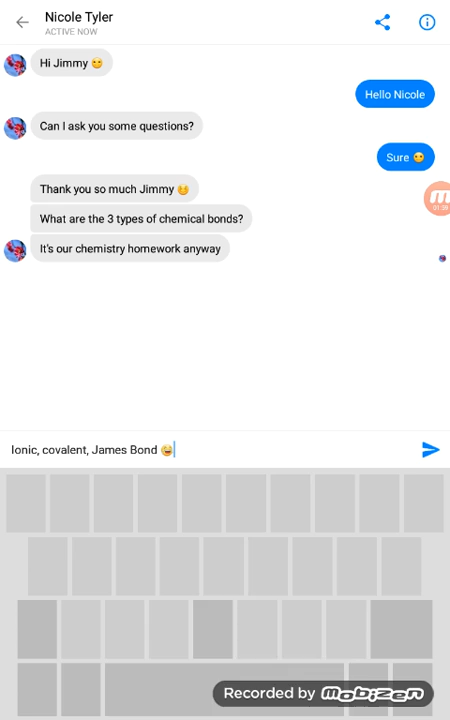 Nicole Tyler
ACTIVE NOW
Hi Jimmy 😊
Hello Nicole
Can I ask you some questions?
Sure 😊
Thank you so much Jimmy 😊
What are the 3 types of chemical bonds?
It's our chemistry homework anyway
01:38
Ionic, covalent, James Bond 😄
Recorded by mobizen